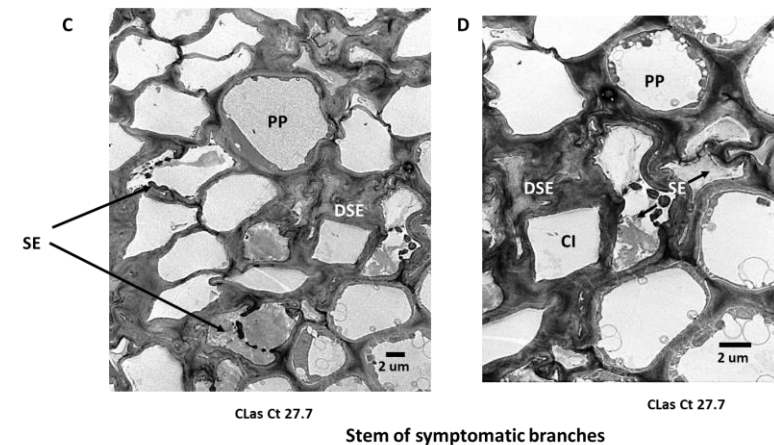 C
PP
DSE
SE
2 um
CLas Ct 27.7
D
PP
DSE
SE
CI
2 um
CLas Ct 27.7
Stem of symptomatic branches